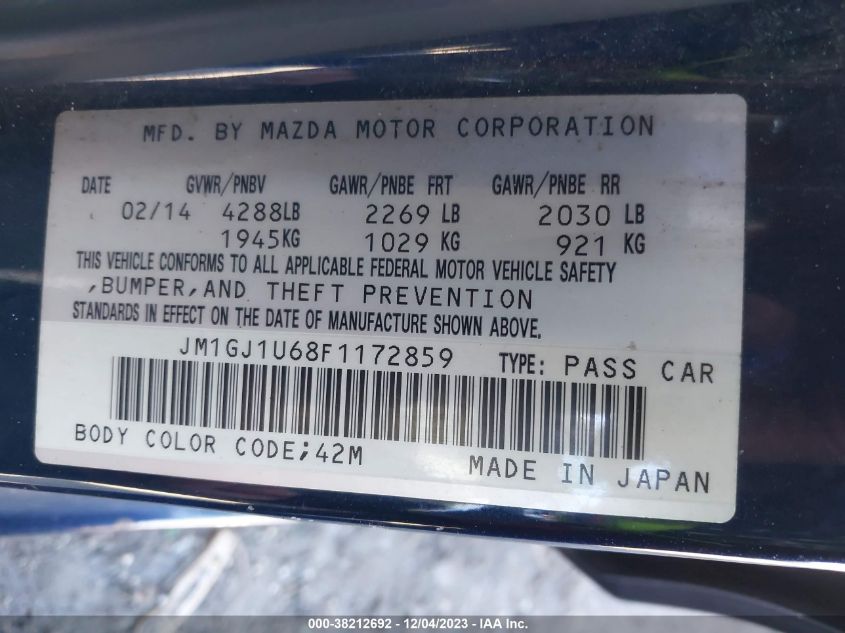 MFD. BY MAZDA MOTOR CORPORATION
DATE GVWR/PNBV GAWR/PNBE FRT GAWR/PNBE RR
02/14 4288LB 2269 LB 2030 LB
1945KG 1029 KG 921 KG
THIS VEHICLE CONFORMS TO ALL APPLICABLE FEDERAL MOTOR VEHICLE SAFETY
,BUMPER,AND THEFT PREVENTION
STANDARDS IN EFFECT ON THE DATE OF MANUFACTURE SHOWN ABOVE.
JM1GJ1U68F1172859 TYPE: PASS CAR
BODY COLOR CODE;42M
MADE IN JAPAN
000-38212692 - 12/04/2023 - IAA Inc.